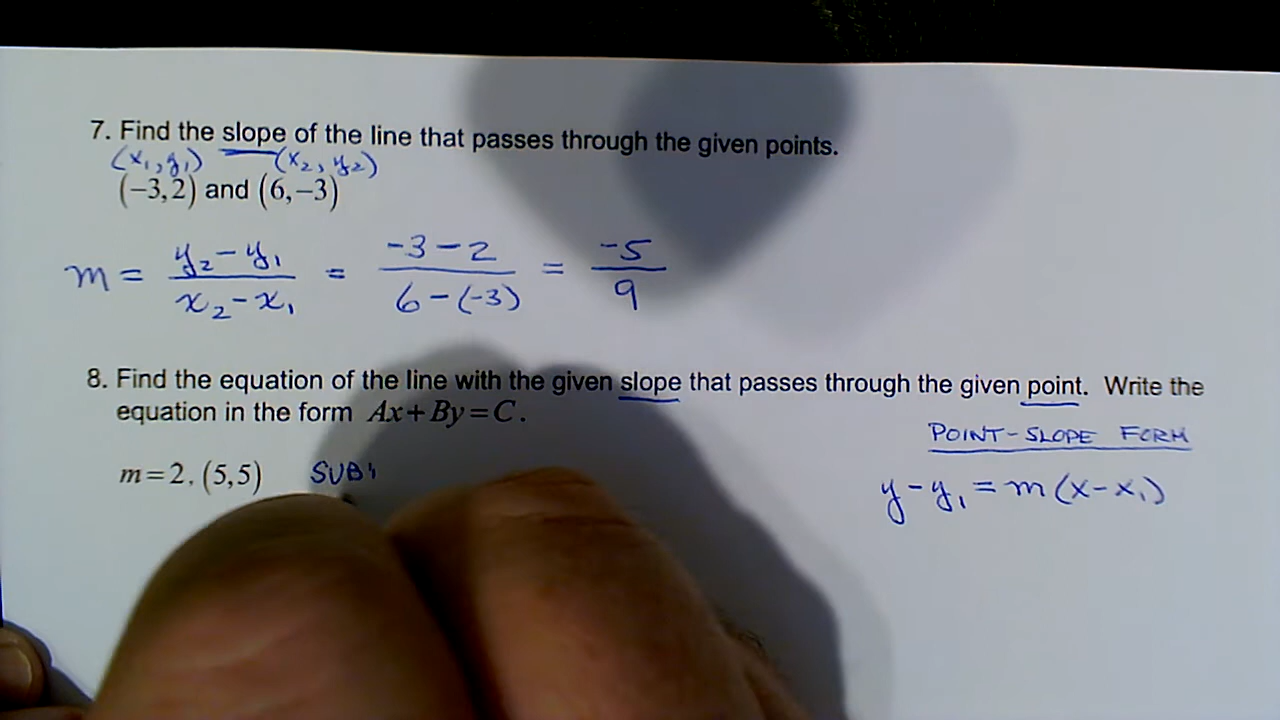 7. Find the slope of the line that passes through the given points.
(x₁,y₁) (x₂,y₂)
(−3,2) and (6,−3)
m = y₂−y₁ / x₂−x₁ = −3−2 / 6−(−3) = −5 / 9
8. Find the equation of the line with the given slope that passes through the given point. Write the
equation in the form Ax+By=C.
POINT-SLOPE FORM
m=2, (5,5) SUB
y−y₁=m(x−x₁)